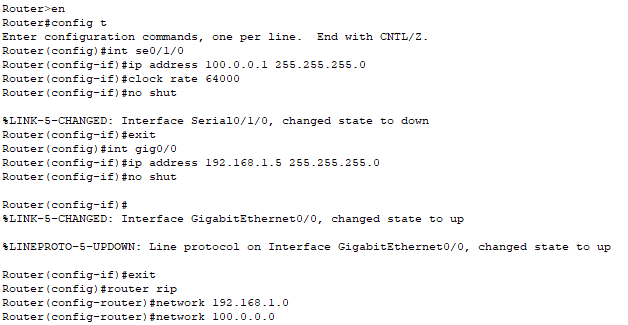 Router>en
Router#config t
Enter configuration commands, one per line.  End with CNTL/Z.
Router(config)#int se0/1/0
Router(config-if)#ip address 100.0.0.1 255.255.255.0
Router(config-if)#clock rate 64000
Router(config-if)#no shut
%LINK-5-CHANGED: Interface Serial0/1/0, changed state to down
Router(config-if)#exit
Router(config)#int gig0/0
Router(config-if)#ip address 192.168.1.5 255.255.255.0
Router(config-if)#no shut
Router(config-if)#
%LINK-5-CHANGED: Interface GigabitEthernet0/0, changed state to up
%LINEPROTO-5-UPDOWN: Line protocol on Interface GigabitEthernet0/0, changed state to up
Router(config-if)#exit
Router(config)#router rip
Router(config-router)#network 192.168.1.0
Router(config-router)#network 100.0.0.0